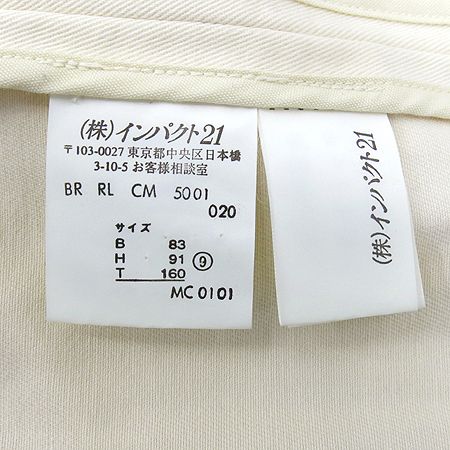 (株)インパクト21
〒103-0027 東京都中央区日本橋
3-10-5 お客様相談室
BR RL CM 5001
020
サイズ
B 83
H 91 ⑨
T 160
MC0101
(株)インパクト21